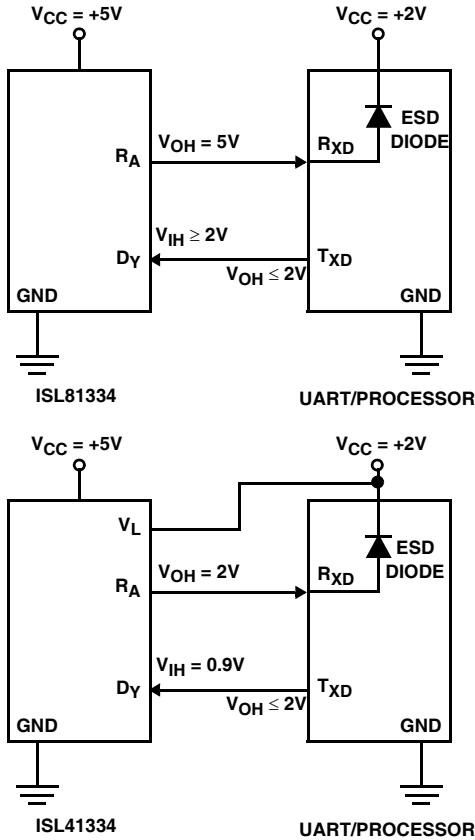 VCC = +5V
VCC = +2V
ESD
DIODE
RA
VOH = 5V
RXD
VIH ≥ 2V
DY
TXD
VOH ≤ 2V
GND
GND
ISL81334
UART/PROCESSOR
VCC = +5V
VCC = +2V
VL
ESD
DIODE
RA
VOH = 2V
RXD
VIH = 0.9V
DY
TXD
VOH ≤ 2V
GND
GND
ISL41334
UART/PROCESSOR